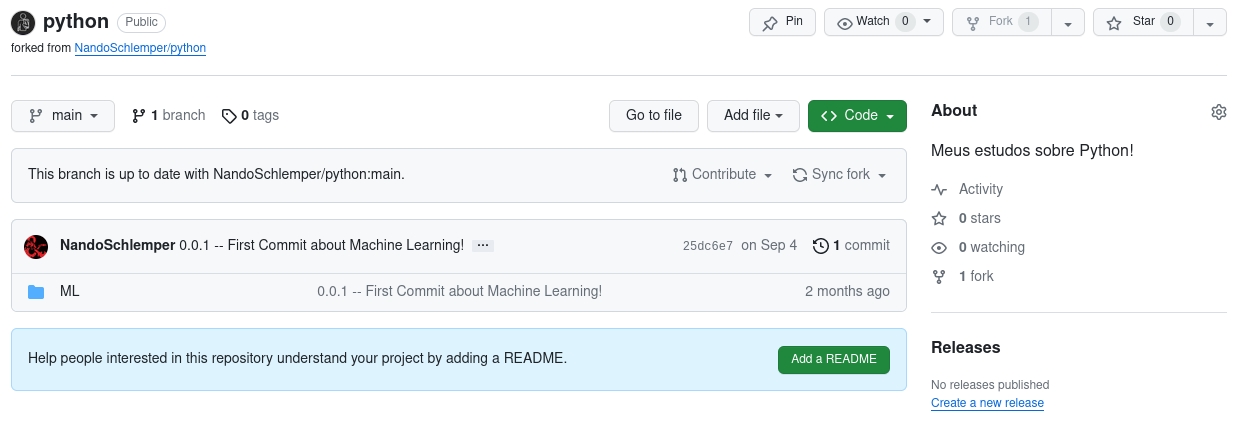 python Public Pin Watch 0 Fork 1 Star 0
forked from NandoSchlemper/python
main 1 branch 0 tags Go to file Add file Code
This branch is up to date with NandoSchlemper/python:main. Contribute Sync fork
NandoSchlemper 0.0.1 -- First Commit about Machine Learning! ... 25dc6e7 on Sep 4 1 commit
ML 0.0.1 -- First Commit about Machine Learning! 2 months ago
Help people interested in this repository understand your project by adding a README. Add a README
About
Meus estudos sobre Python!
Activity
0 stars
0 watching
1 fork
Releases
No releases published
Create a new release